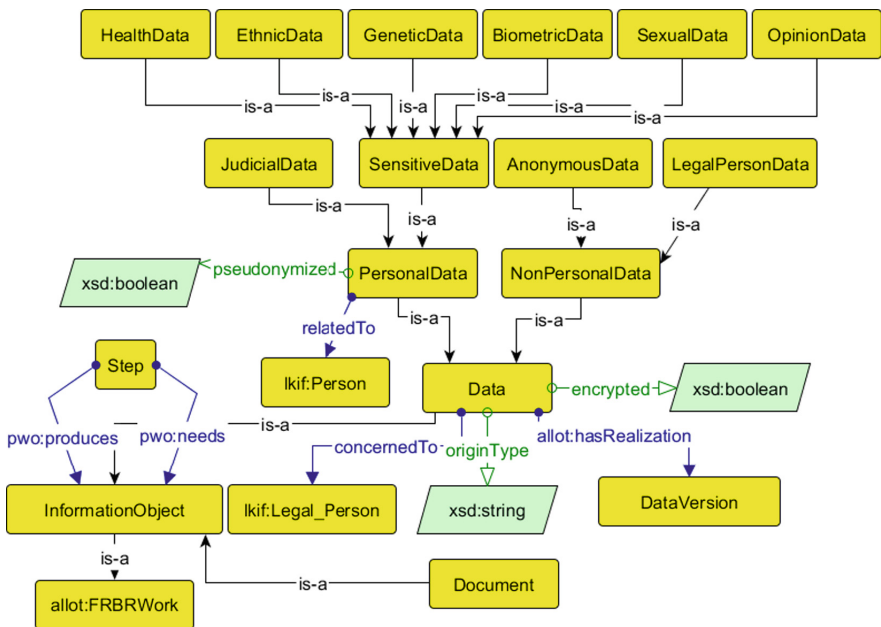 HealthData
EthnicData
GeneticData
BiometricData
SexualData
OpinionData
is-a
is-a
is-a
is-a
is-a
is-a
JudicialData
SensitiveData
AnonymousData
LegalPersonData
is-a
is-a
is-a
is-a
xsd:boolean
pseudonymized
PersonalData
NonPersonalData
is-a
is-a
relatedTo
Step
lkif:Person
Data
encrypted
xsd:boolean
pwo:produces
pwo:needs
is-a
concernedTo
originType
allot:hasRealization
InformationObject
lkif:Legal_Person
xsd:string
DataVersion
is-a
is-a
Document
allot:FRBRWork